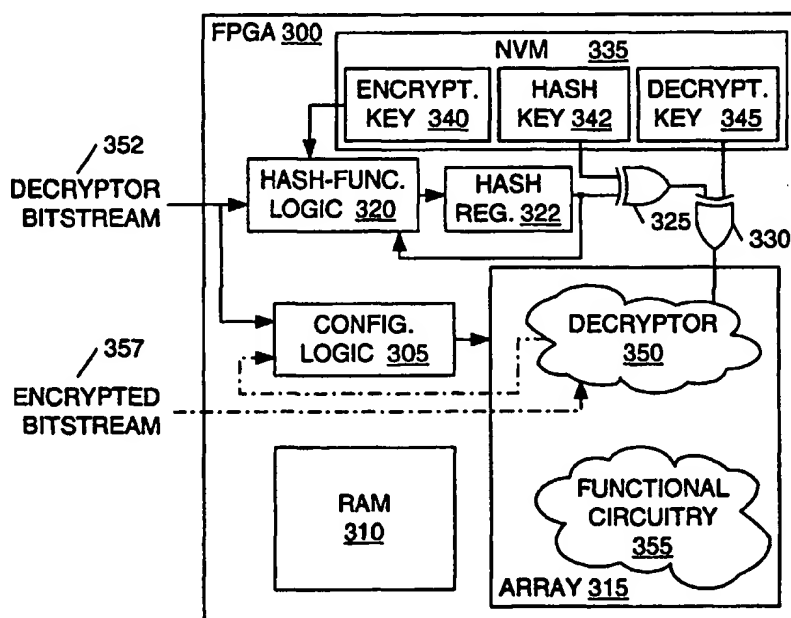 FPGA 300
NVM 335
ENCRYPT.
KEY 340
HASH
KEY 342
DECRYPT.
KEY 345
352
DECRYPTOR
BITSTREAM
HASH-FUNC.
LOGIC 320
HASH
REG. 322
325
330
CONFIG.
LOGIC 305
DECRYPTOR
350
357
ENCRYPTED
BITSTREAM
RAM
310
FUNCTIONAL
CIRCUITRY
355
ARRAY 315